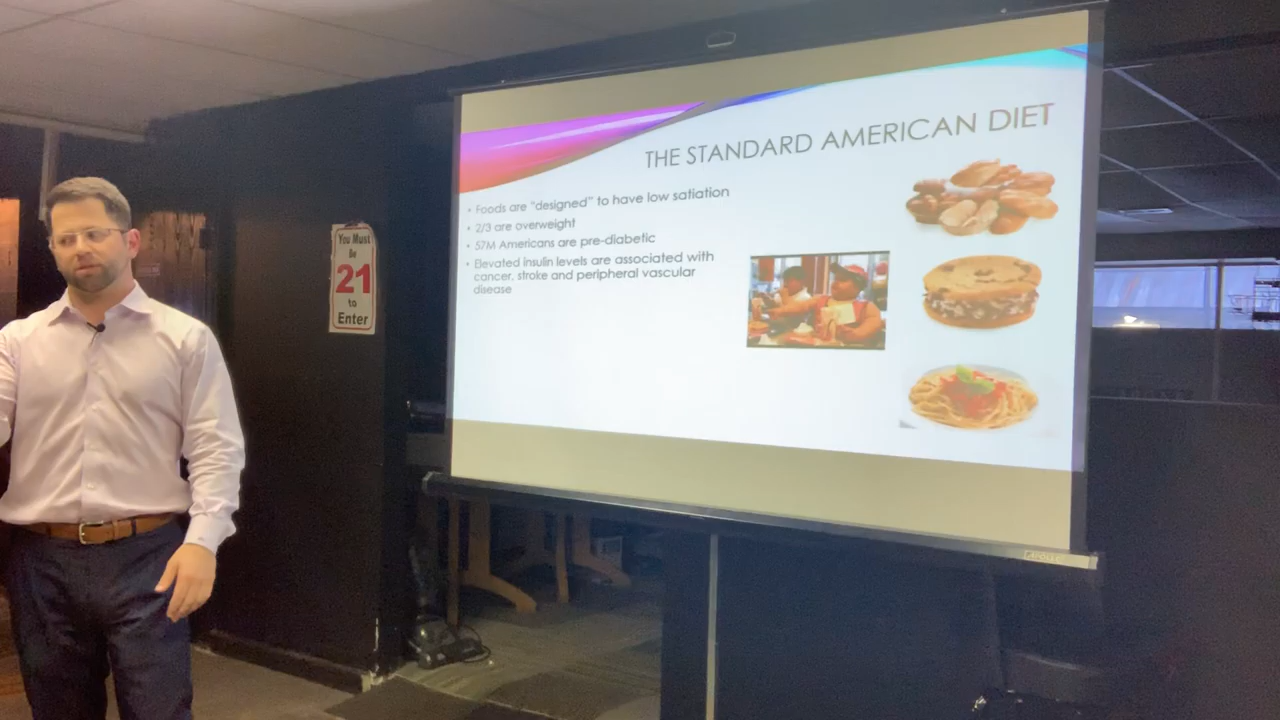 THE STANDARD AMERICAN DIET
• Foods are "designed" to have low satiation
• 2/3 are overweight
• 57M Americans are pre-diabetic
• Elevated insulin levels are associated with
cancer, stroke and peripheral vascular
disease
You Must
Be
21
to
Enter
APOLLO